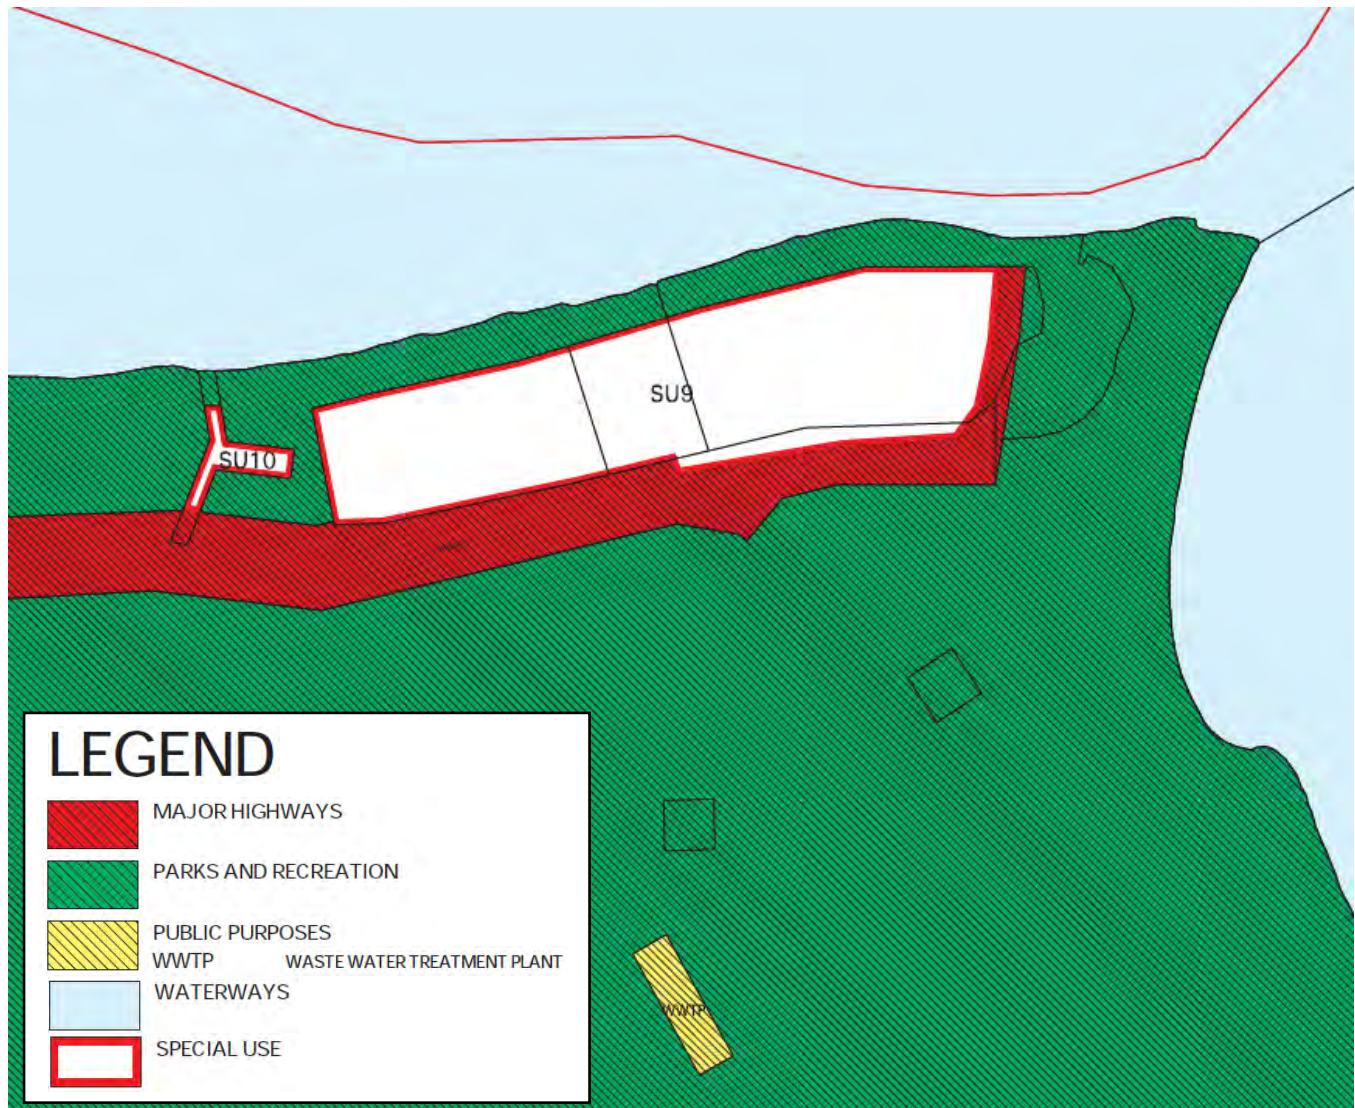 SU9
SU10
LEGEND
MAJOR HIGHWAYS
PARKS AND RECREATION
PUBLIC PURPOSES
WWTP WASTE WATER TREATMENT PLANT
WATERWAYS
SPECIAL USE
WWTP